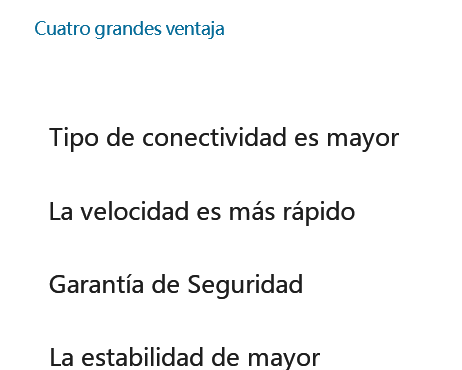 Cuatro grandes ventaja
Tipo de conectividad es mayor
La velocidad es más rápido
Garantía de Seguridad
La estabilidad de mayor